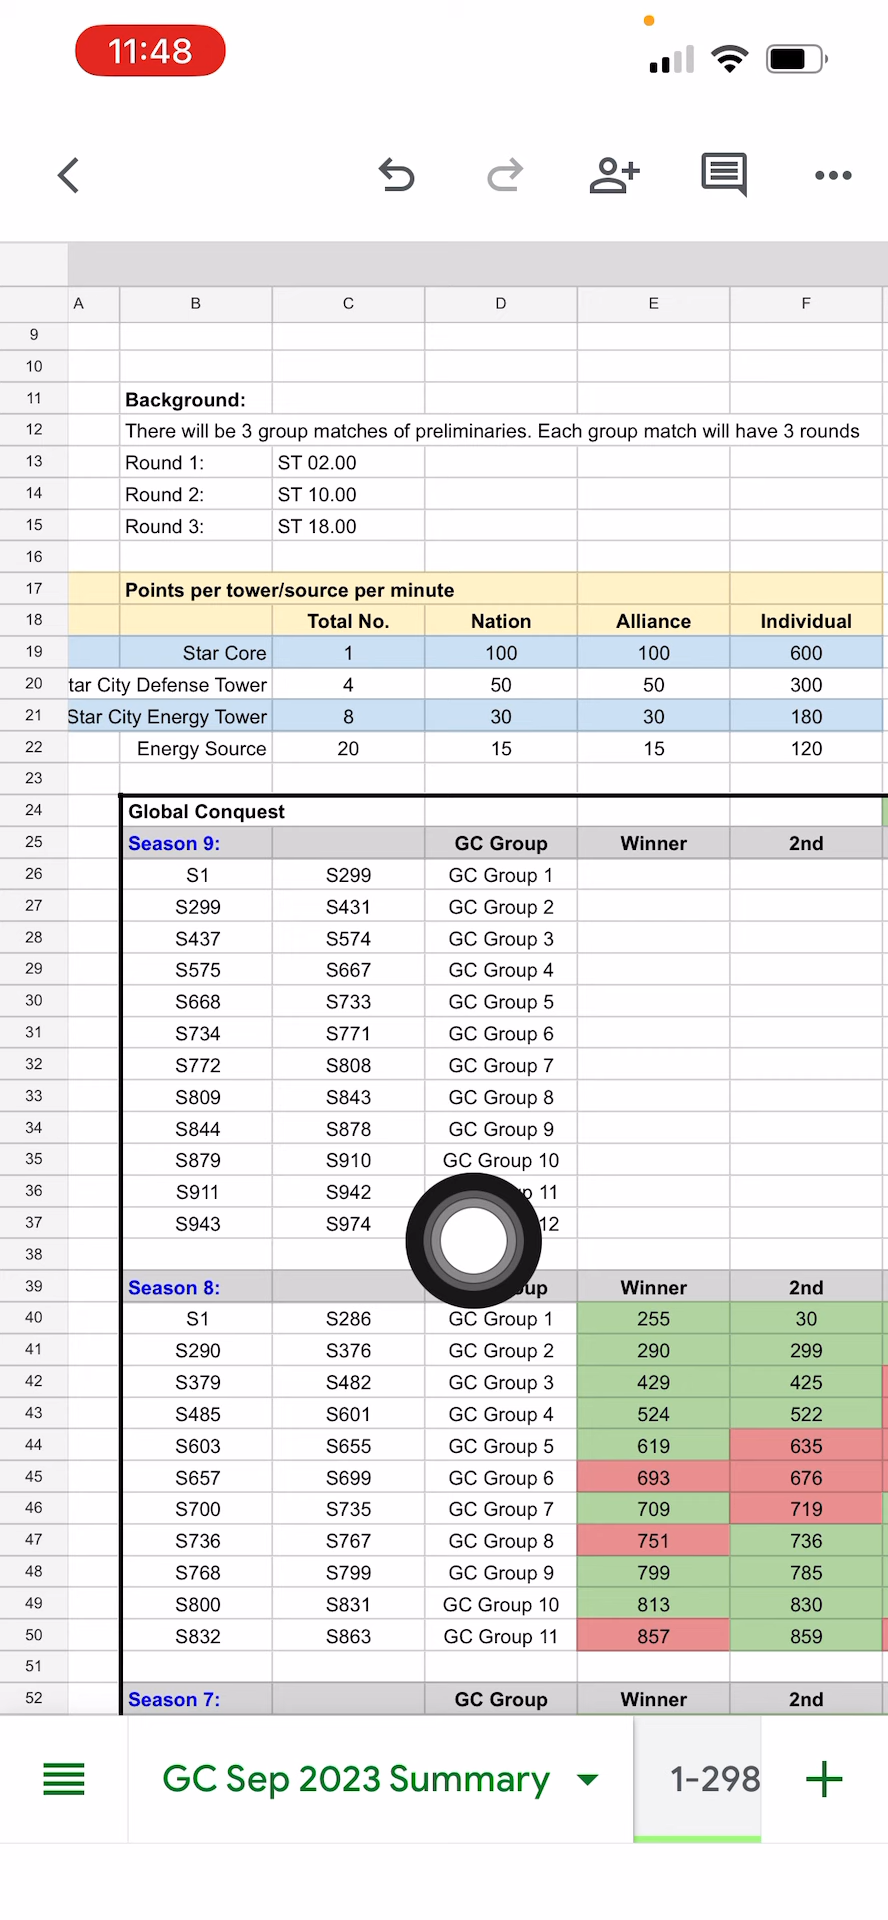 11:48
A B C D E F
9
10
11 Background:
12 There will be 3 group matches of preliminaries. Each group match will have 3 rounds
13 Round 1: ST 02.00
14 Round 2: ST 10.00
15 Round 3: ST 18.00
16
17 Points per tower/source per minute
18 Total No. Nation Alliance Individual
19 Star Core 1 100 100 600
20 tar City Defense Tower 4 50 50 300
21 Star City Energy Tower 8 30 30 180
22 Energy Source 20 15 15 120
23
24 Global Conquest
25 Season 9: GC Group Winner 2nd
26 S1 S299 GC Group 1
27 S299 S431 GC Group 2
28 S437 S574 GC Group 3
29 S575 S667 GC Group 4
30 S668 S733 GC Group 5
31 S734 S771 GC Group 6
32 S772 S808 GC Group 7
33 S809 S843 GC Group 8
34 S844 S878 GC Group 9
35 S879 S910 GC Group 10
36 S911 S942 11
37 S943 S974 12
38
39 Season 8: Winner 2nd
40 S1 S286 GC Group 1 255 30
41 S290 S376 GC Group 2 290 299
42 S379 S482 GC Group 3 429 425
43 S485 S601 GC Group 4 524 522
44 S603 S655 GC Group 5 619 635
45 S657 S699 GC Group 6 693 676
46 S700 S735 GC Group 7 709 719
47 S736 S767 GC Group 8 751 736
48 S768 S799 GC Group 9 799 785
49 S800 S831 GC Group 10 813 830
50 S832 S863 GC Group 11 857 859
51
52 Season 7: GC Group Winner 2nd
GC Sep 2023 Summary 1-298